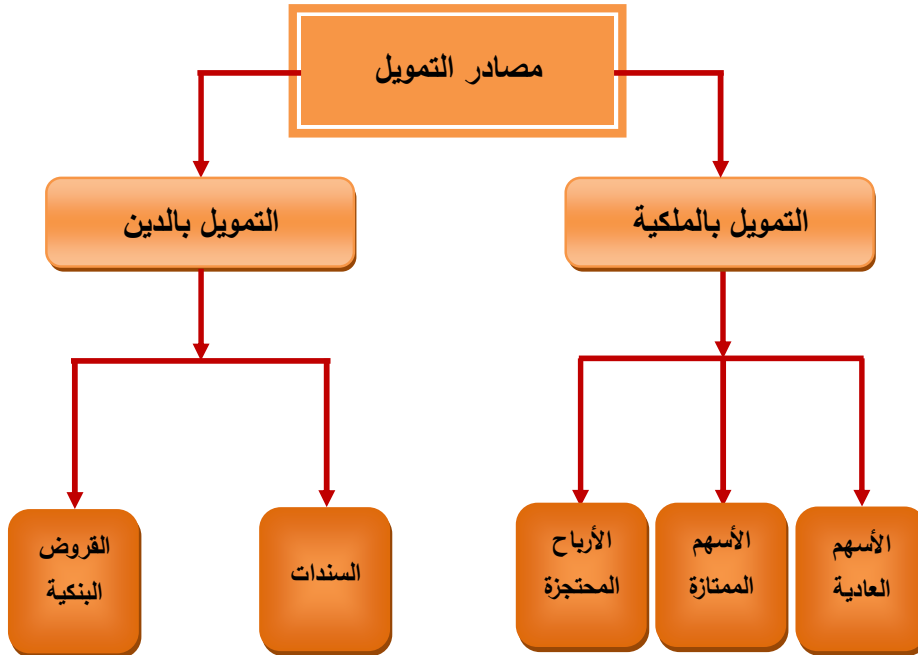 مصادر التمويل
التمويل بالملكية
التمويل بالدين
الأسهم
العادية
الأسهم
الممتازة
الأرباح
المحتجزة
السندات
القروض
البنكية